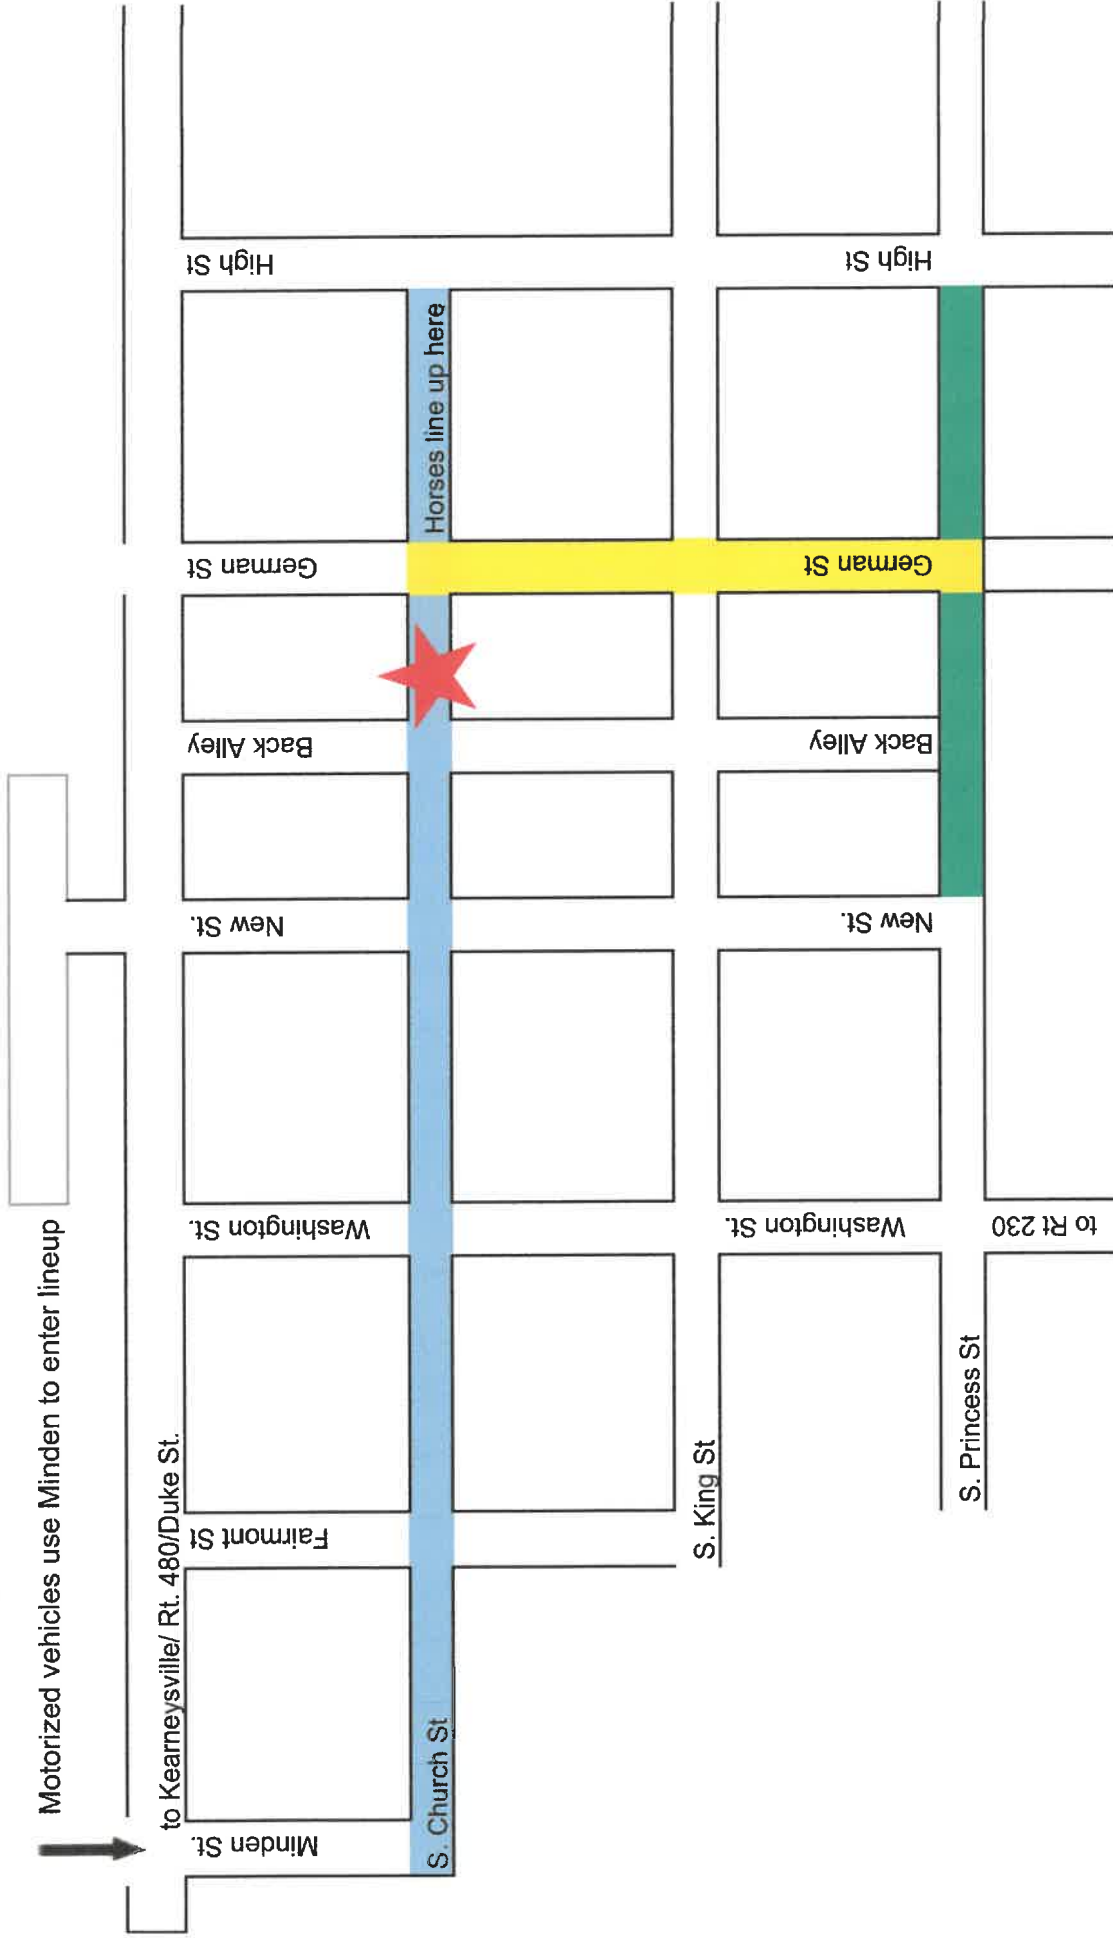 Motorized vehicles use Minden to enter lineup
to Kearneysville/ Rt. 480/Duke St.
Minden St.
Fairmont St
Washington St.
New St.
Back Alley
German St
High St
S. Church St
Horses line up here
S. King St
Washington St.
New St.
Back Alley
German St
High St
S. Princess St
to Rt 230